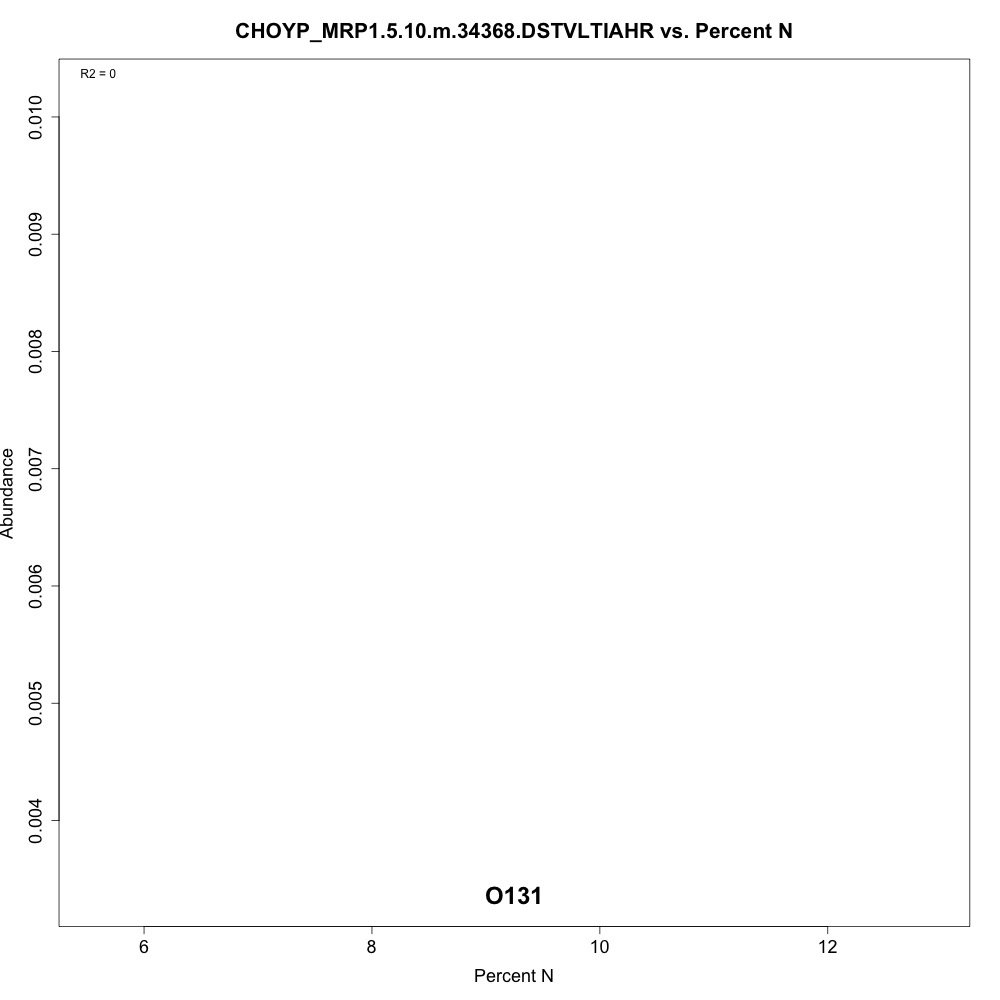 CHOYP_MRP1.5.10.m.34368.DSTVLTIAHR vs. Percent N
R2 = 0
0.010
0.009
0.008
0.007
0.006
0.005
0.004
Abundance
O131
6 8 10 12
Percent N